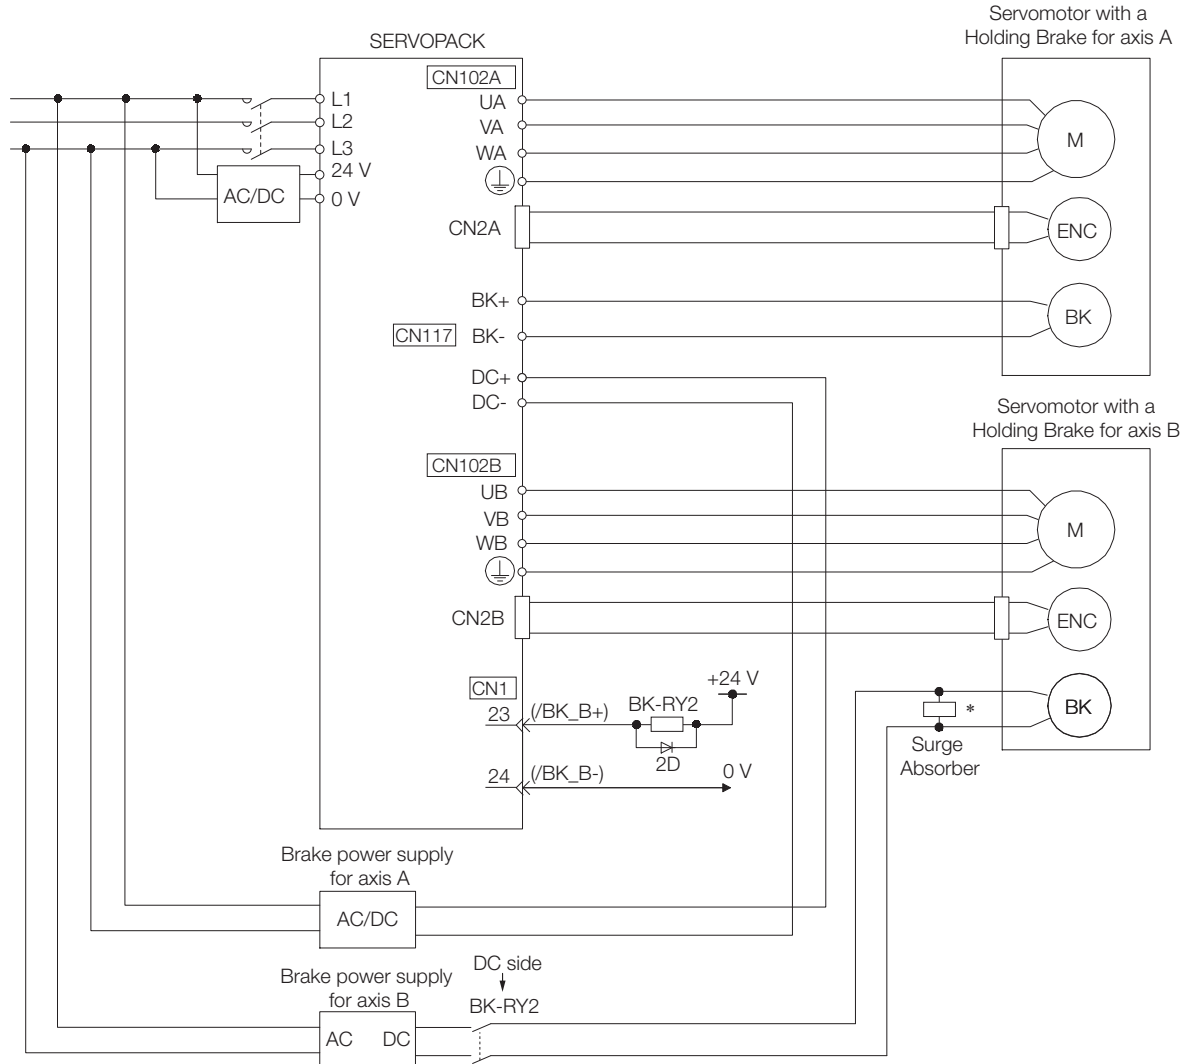 Servomotor with a
Holding Brake for axis A
SERVOPACK
CN102A
L1
UA
L2
VA
L3
WA
M
24 V
AC/DC
0 V
CN2A
ENC
BK+
CN117
BK-
BK
DC+
DC-
Servomotor with a
Holding Brake for axis B
CN102B
UB
VB
WB
M
CN2B
ENC
CN1
+24 V
23
(/BK_B+)
BK-RY2
*
BK
2D
Surge
Absorber
24
(/BK_B-)
0 V
Brake power supply
for axis A
AC/DC
DC side
Brake power supply
for axis B
BK-RY2
AC
DC